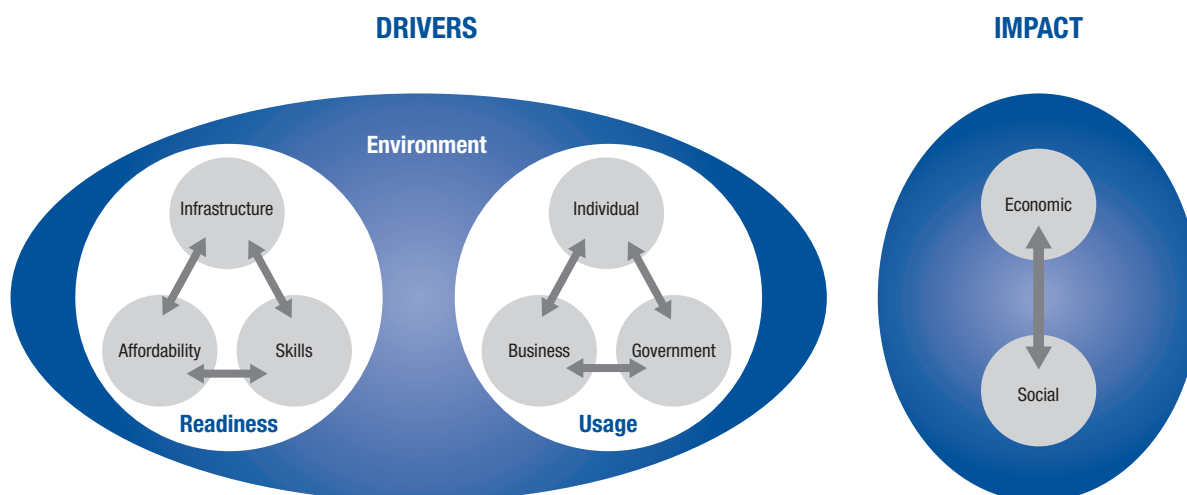 DRIVERS
IMPACT
Environment
Infrastructure
Affordability
Skills
Readiness
Individual
Business
Government
Usage
Economic
Social